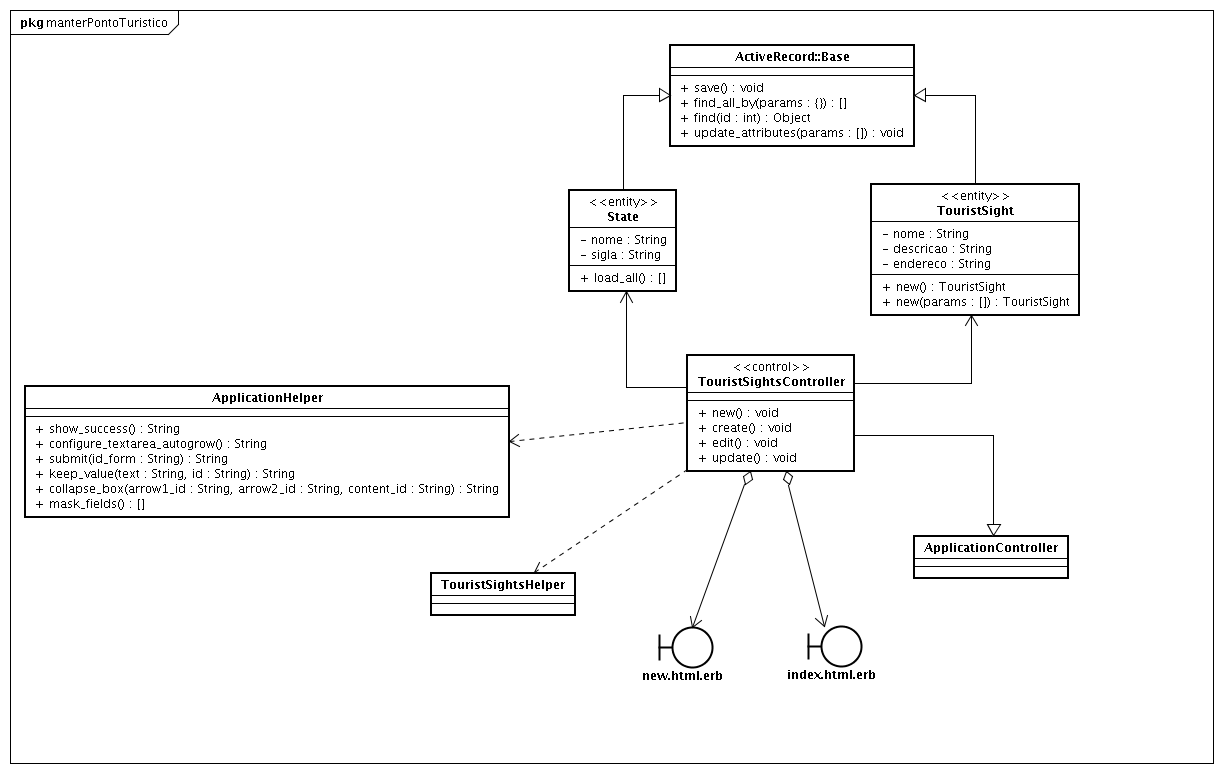 pkg manterPontoTuristico
ActiveRecord::Base
+ save() : void
+ find_all_by(params : {}) : []
+ find(id : int) : Object
+ update_attributes(params : []) : void
<<entity>>
State
- nome : String
- sigla : String
+ load_all() : []
<<entity>>
TouristSight
- nome : String
- descricao : String
- endereco : String
+ new() : TouristSight
+ new(params : []) : TouristSight
<<control>>
TouristSightsController
+ new() : void
+ create() : void
+ edit() : void
+ update() : void
ApplicationHelper
+ show_success() : String
+ configure_textarea_autogrow() : String
+ submit(id_form : String) : String
+ keep_value(text : String, id : String) : String
+ collapse_box(arrow1_id : String, arrow2_id : String, content_id : String) : String
+ mask_fields() : []
ApplicationController
TouristSightsHelper
new.html.erb
index.html.erb